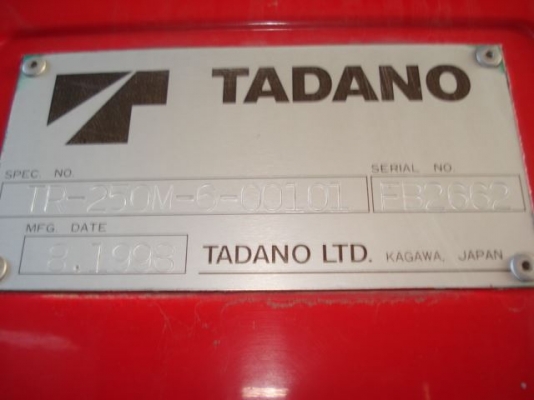 TADANO
SPEC NO.
SERIAL NO.
TR-250M-6-00101
FB2662
MFG. DATE
8.1998
TADANO LTD. KAGAWA, JAPAN